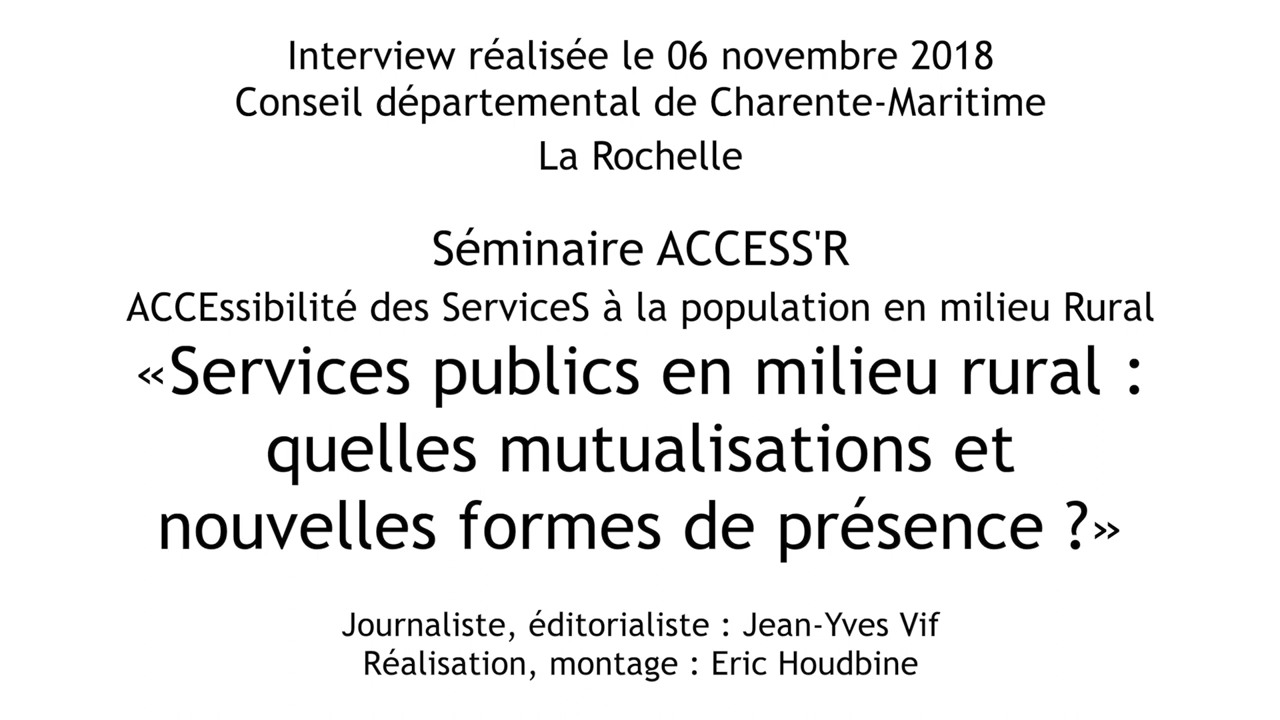 Interview réalisée le 06 novembre 2018
Conseil départemental de Charente-Maritime
La Rochelle
Séminaire ACCESS'R
ACCEssibilité des ServiceS à la population en milieu Rural
«Services publics en milieu rural :
quelles mutualisations et
nouvelles formes de présence ?»
Journaliste, éditorialiste : Jean-Yves Vif
Réalisation, montage : Eric Houdbine